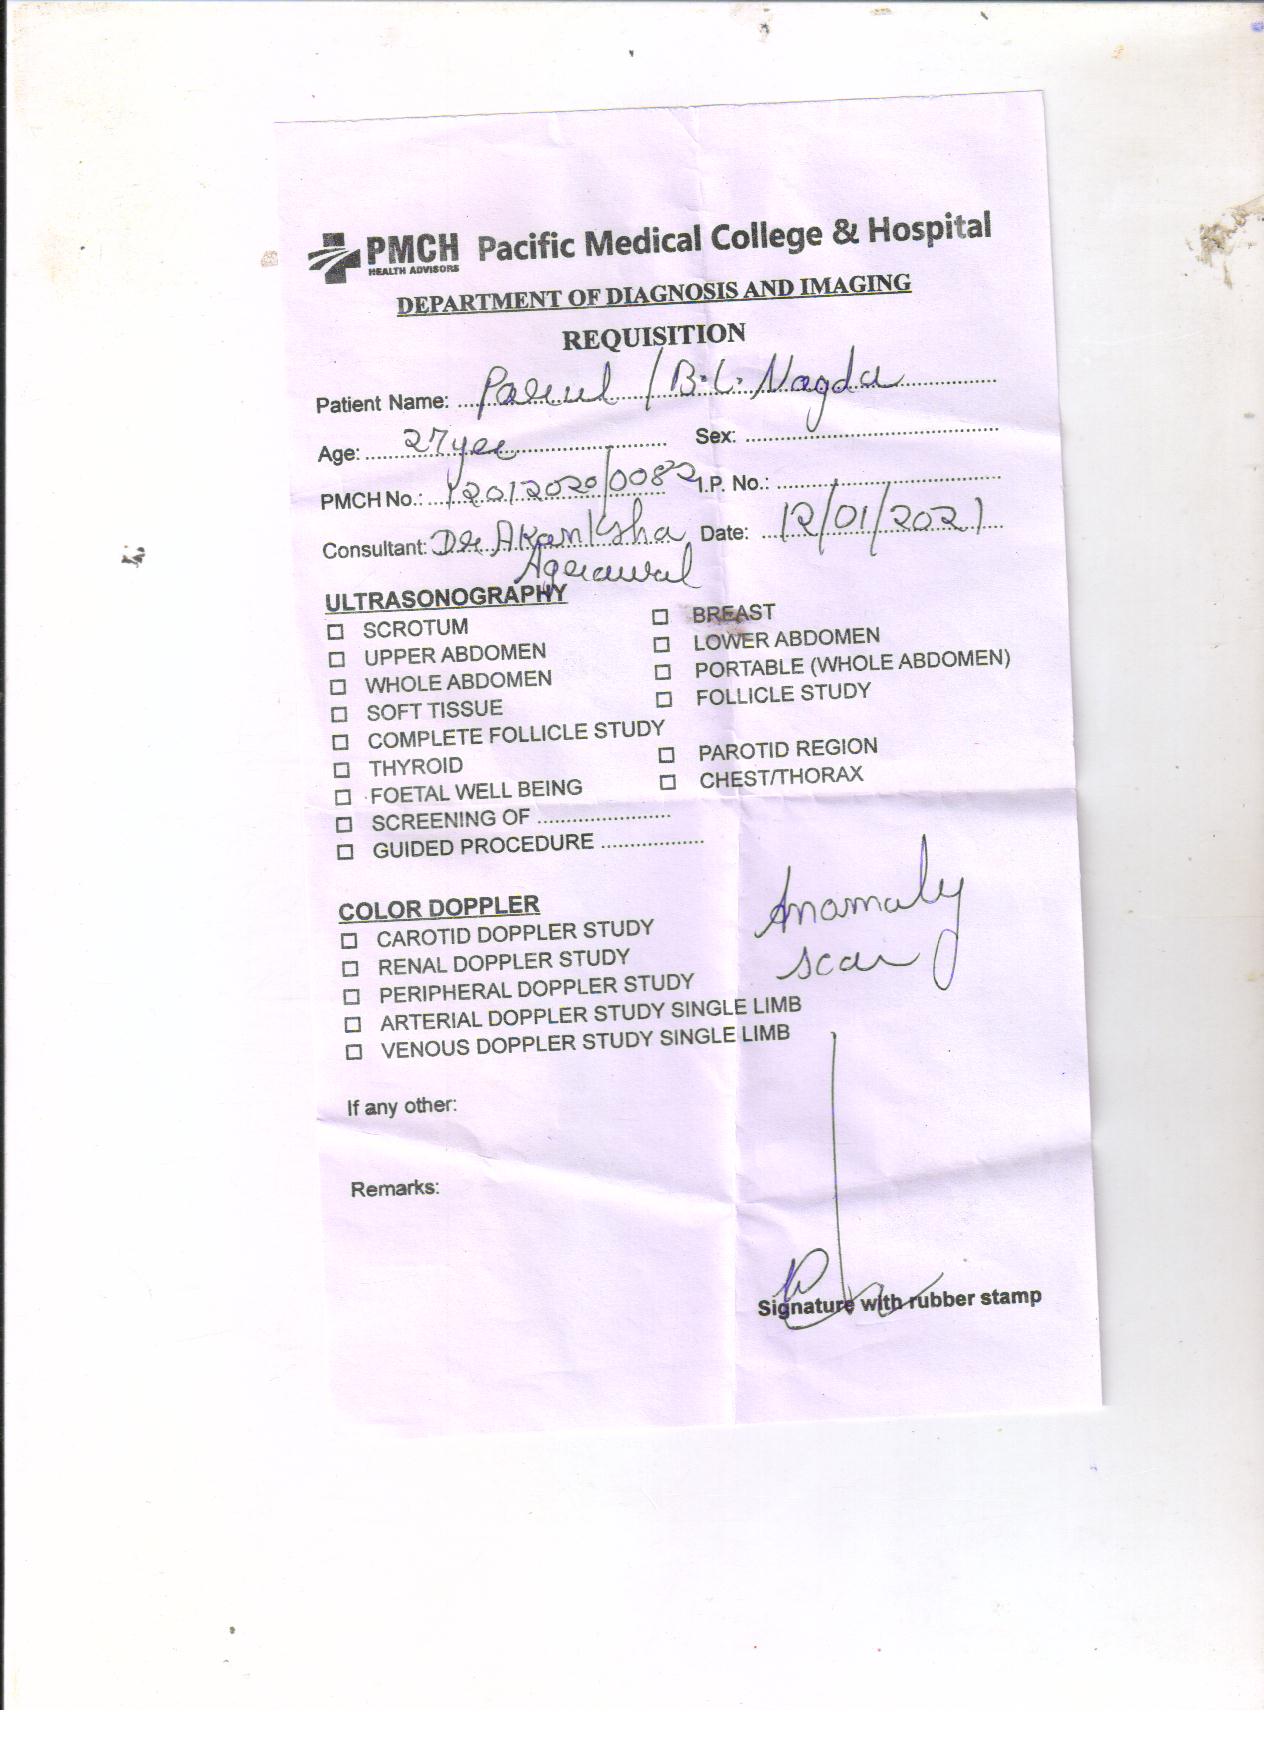 PMCH Pacific Medical College & Hospital
HEALTH ADVISORS
DEPARTMENT OF DIAGNOSIS AND IMAGING
REQUISITION
Patient Name: Parul / B.L. Nagda
Age: 27 yr Sex:
PMCH No.: I.P. No.:
Consultant: Dr. Akanksha Date: 12/01/2021
Agrawal
ULTRASONOGRAPHY
☐ SCROTUM ☐ BREAST
☐ UPPER ABDOMEN ☐ LOWER ABDOMEN
☐ WHOLE ABDOMEN ☐ PORTABLE (WHOLE ABDOMEN)
☐ SOFT TISSUE ☐ FOLLICLE STUDY
☐ COMPLETE FOLLICLE STUDY
☐ THYROID ☐ PAROTID REGION
☐ FOETAL WELL BEING ☐ CHEST/THORAX
☐ SCREENING OF ......................
☐ GUIDED PROCEDURE .................
Anomaly
scan
COLOR DOPPLER
☐ CAROTID DOPPLER STUDY
☐ RENAL DOPPLER STUDY
☐ PERIPHERAL DOPPLER STUDY
☐ ARTERIAL DOPPLER STUDY SINGLE LIMB
☐ VENOUS DOPPLER STUDY SINGLE LIMB
If any other:
Remarks:
Signature with rubber stamp